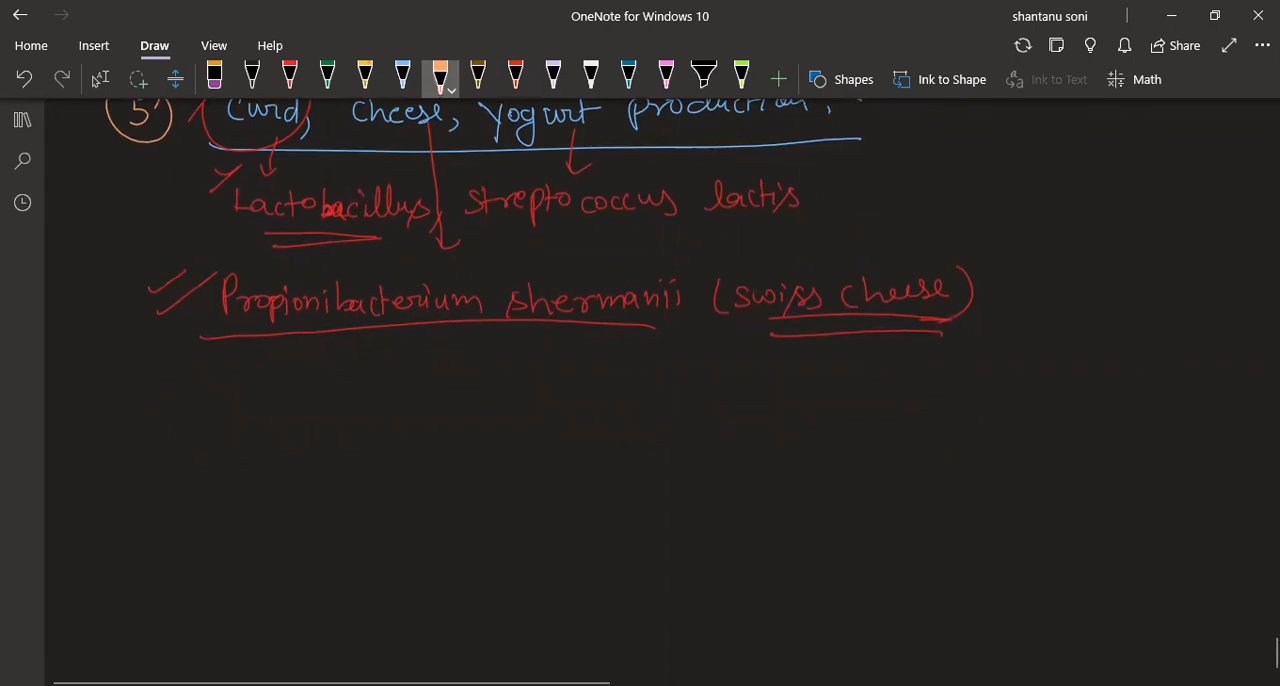 OneNote for Windows 10
shantanu soni
Home Insert Draw View Help
Share
Shapes Ink to Shape Ink to Text Math
5 Curd, Cheese, Yogurt production.
Lactobacillus, Streptococcus lactis
Propionibacterium shermanii (Swiss cheese)